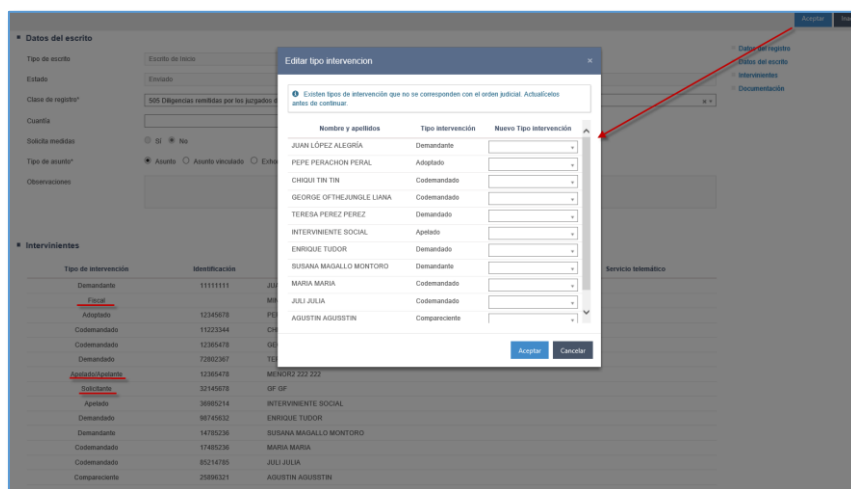 Aceptar
Datos del escrito
Datos del registro
Datos del escrito
Intervinientes
Documentación
Tipo de escrito Escrito de Inicio
Estado Enviado
Clase de registro* 505 Diligencias remitidas por los juzgados d
Cuantía
Solicita medidas Sí No
Tipo de asunto* Asunto Asunto vinculado
Observaciones
Editar tipo intervencion ×
Existen tipos de intervención que no se corresponden con el orden judicial. Actualícelos
antes de continuar.
Nombre y apellidos Tipo intervención Nuevo Tipo intervención
JUAN LÓPEZ ALEGRÍA Demandante
PEPE PERACHON PERAL Adoptado
CHIQUI TIN TIN Codemandado
GEORGE OFTHEJUNGLE LIANA Codemandado
TERESA PEREZ PEREZ Demandado
INTERVINIENTE SOCIAL Apelado
ENRIQUE TUDOR Demandado
SUSANA MAGALLO MONTORO Demandante
MARIA MARIA Codemandado
JULI JULIA Codemandado
AGUSTIN AGUSSTIN Compareciente
Aceptar Cancelar
Intervinientes
Tipo de intervención Identificación Servicio telemático
Demandante 11111111
Fiscal
Adoptado 12345678
Codemandado 11223344
Codemandado 12365478
Demandado 72802367
Apelado/Apelante 12365478 MENOR2 222 222
Solicitante 32145678 GF GF
Apelado 36985214 INTERVINIENTE SOCIAL
Demandado 98745632 ENRIQUE TUDOR
Demandante 14785236 SUSANA MAGALLO MONTORO
Codemandado 17485236 MARIA MARIA
Codemandado 85214785 JULI JULIA
Compareciente 25896321 AGUSTIN AGUSSTIN